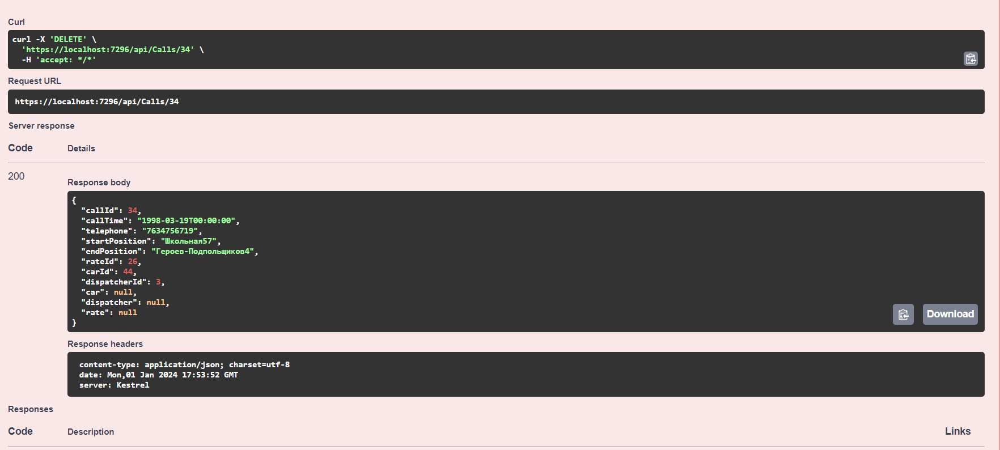 Curl
curl -X 'DELETE' \
  'https://localhost:7296/api/Calls/34' \
  -H 'accept: */*'
Request URL
https://localhost:7296/api/Calls/34
Server response
Code Details
200
Response body
{
  "callId": 34,
  "callTime": "1998-03-19T00:00:00",
  "telephone": "7634756719",
  "startPosition": "Школьная57",
  "endPosition": "Героев-Подпольщиков4",
  "rateId": 26,
  "carId": 44,
  "dispatcherId": 3,
  "car": null,
  "dispatcher": null,
  "rate": null
}
Download
Response headers
content-type: application/json; charset=utf-8
date: Mon,01 Jan 2024 17:53:52 GMT
server: Kestrel
Responses
Code Description Links